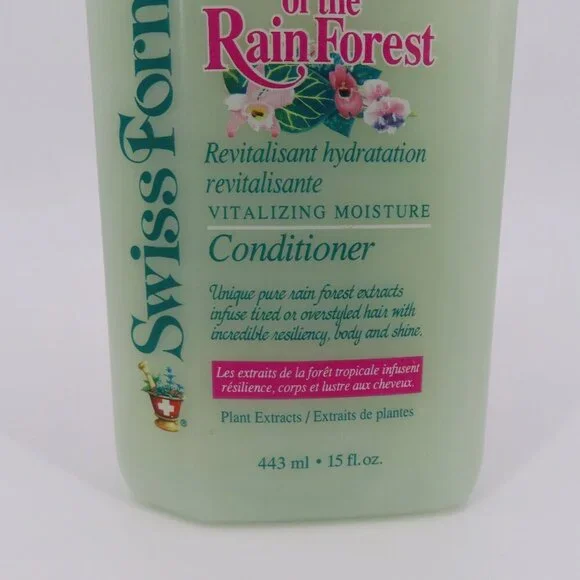 of the
Rain Forest
Swiss Form
Revitalisant hydratation
revitalisante
VITALIZING MOISTURE
Conditioner
Unique pure rain forest extracts
infuse tired or overstyled hair with
incredible resiliency, body and shine.
Les extraits de la forêt tropicale infusent
résilience, corps et lustre aux cheveux.
Plant Extracts / Extraits de plantes
443 ml • 15 fl.oz.
®